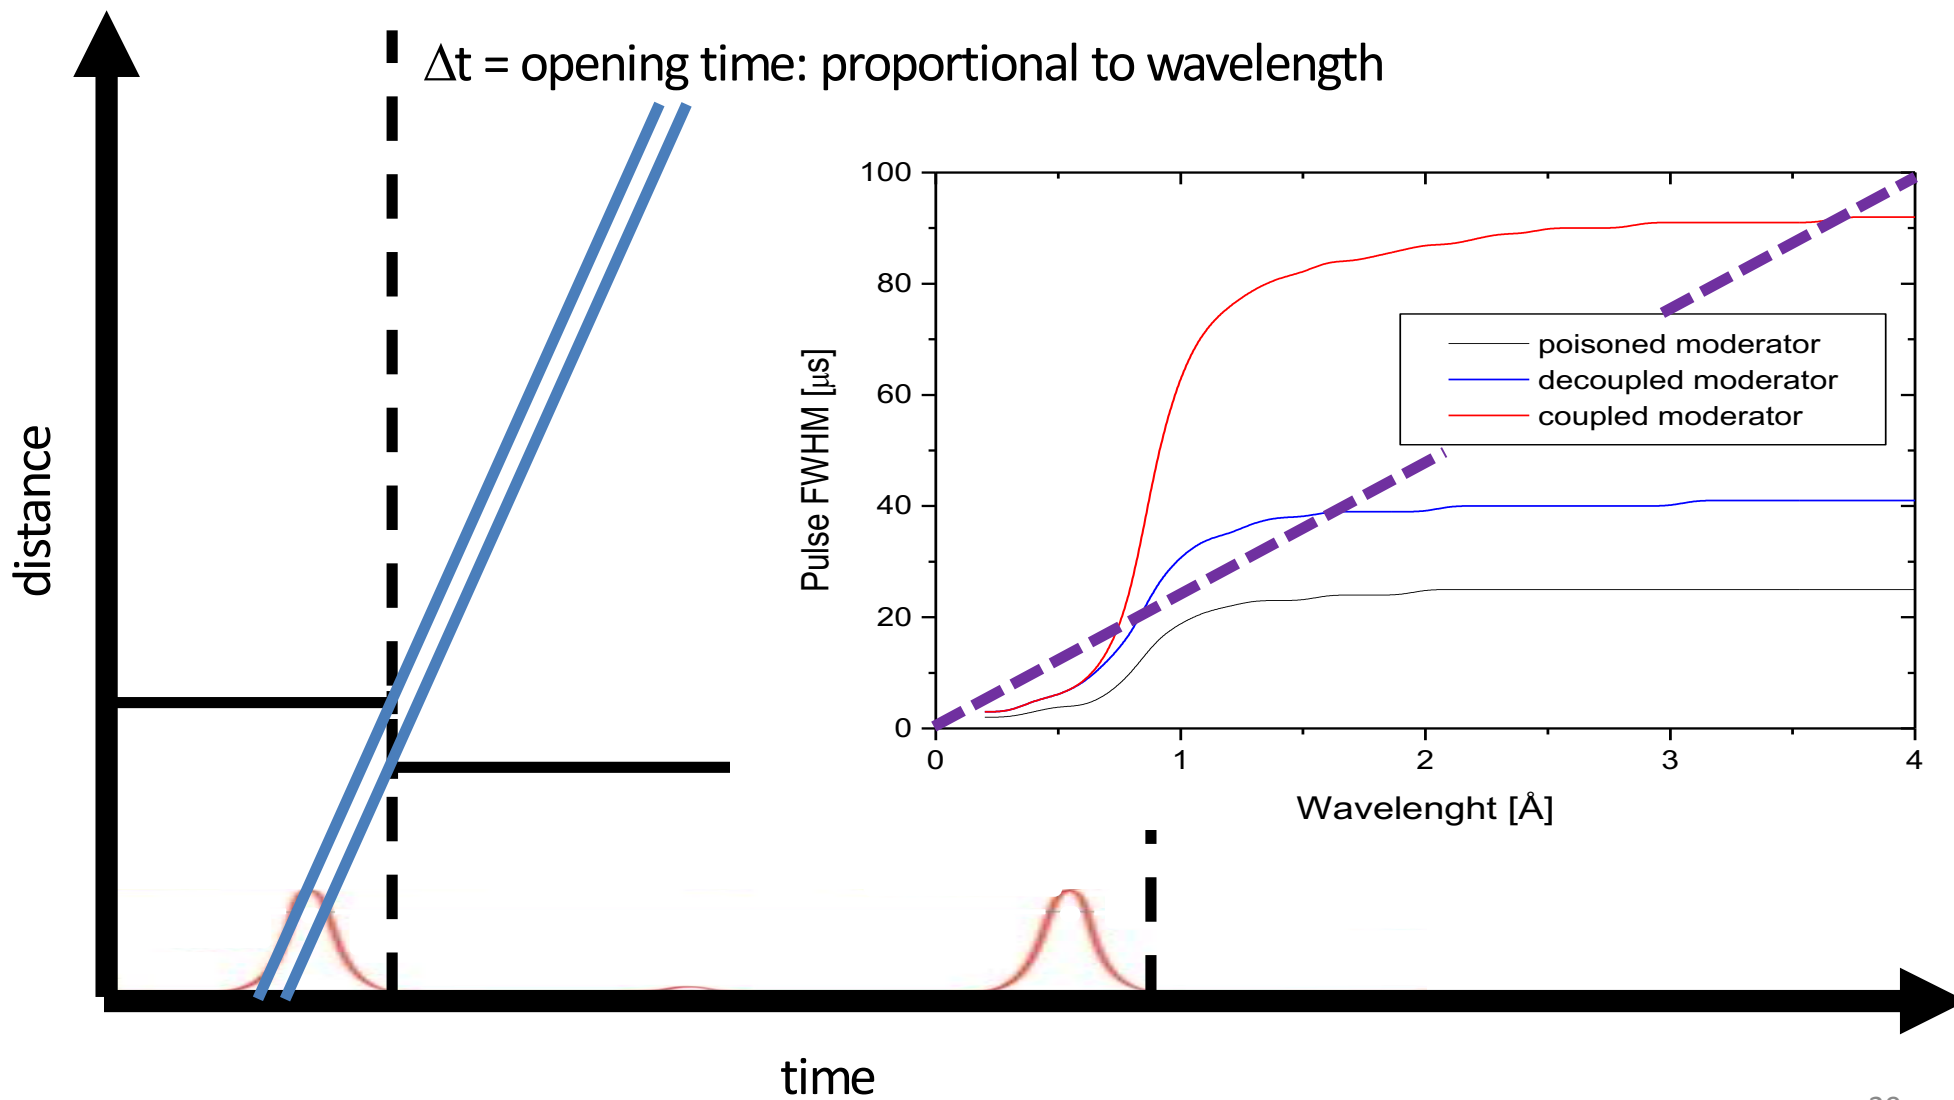 Δt = opening time: proportional to wavelength
distance
time
Pulse FWHM [μs]
100
80
60
40
20
0
0 1 2 3 4
Wavelenght [Å]
poisoned moderator
decoupled moderator
coupled moderator